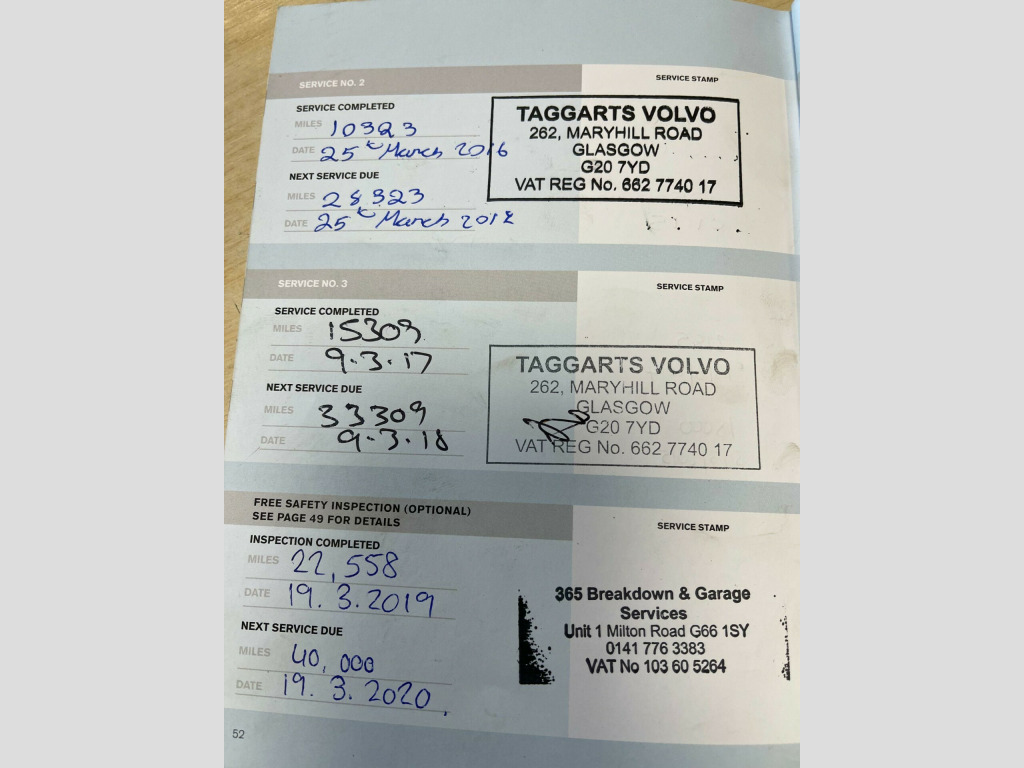 SERVICE NO. 2
SERVICE STAMP
SERVICE COMPLETED
MILES 10323
DATE 25th March 2016
NEXT SERVICE DUE
MILES 28323
DATE 25th March 2018
TAGGARTS VOLVO
262, MARYHILL ROAD
GLASGOW
G20 7YD
VAT REG No. 662 7740 17
SERVICE NO. 3
SERVICE STAMP
SERVICE COMPLETED
MILES 15309
DATE 9.3.17
NEXT SERVICE DUE
MILES 33309
DATE 9.3.18
TAGGARTS VOLVO
262, MARYHILL ROAD
GLASGOW
G20 7YD
VAT REG No. 662 7740 17
FREE SAFETY INSPECTION (OPTIONAL)
SEE PAGE 49 FOR DETAILS
SERVICE STAMP
INSPECTION COMPLETED
MILES 22,558
DATE 19.3.2019
NEXT SERVICE DUE
MILES 40,000
DATE 19.3.2020.
365 Breakdown & Garage
Services
Unit 1 Milton Road G66 1SY
0141 776 3383
VAT No 103 60 5264
52